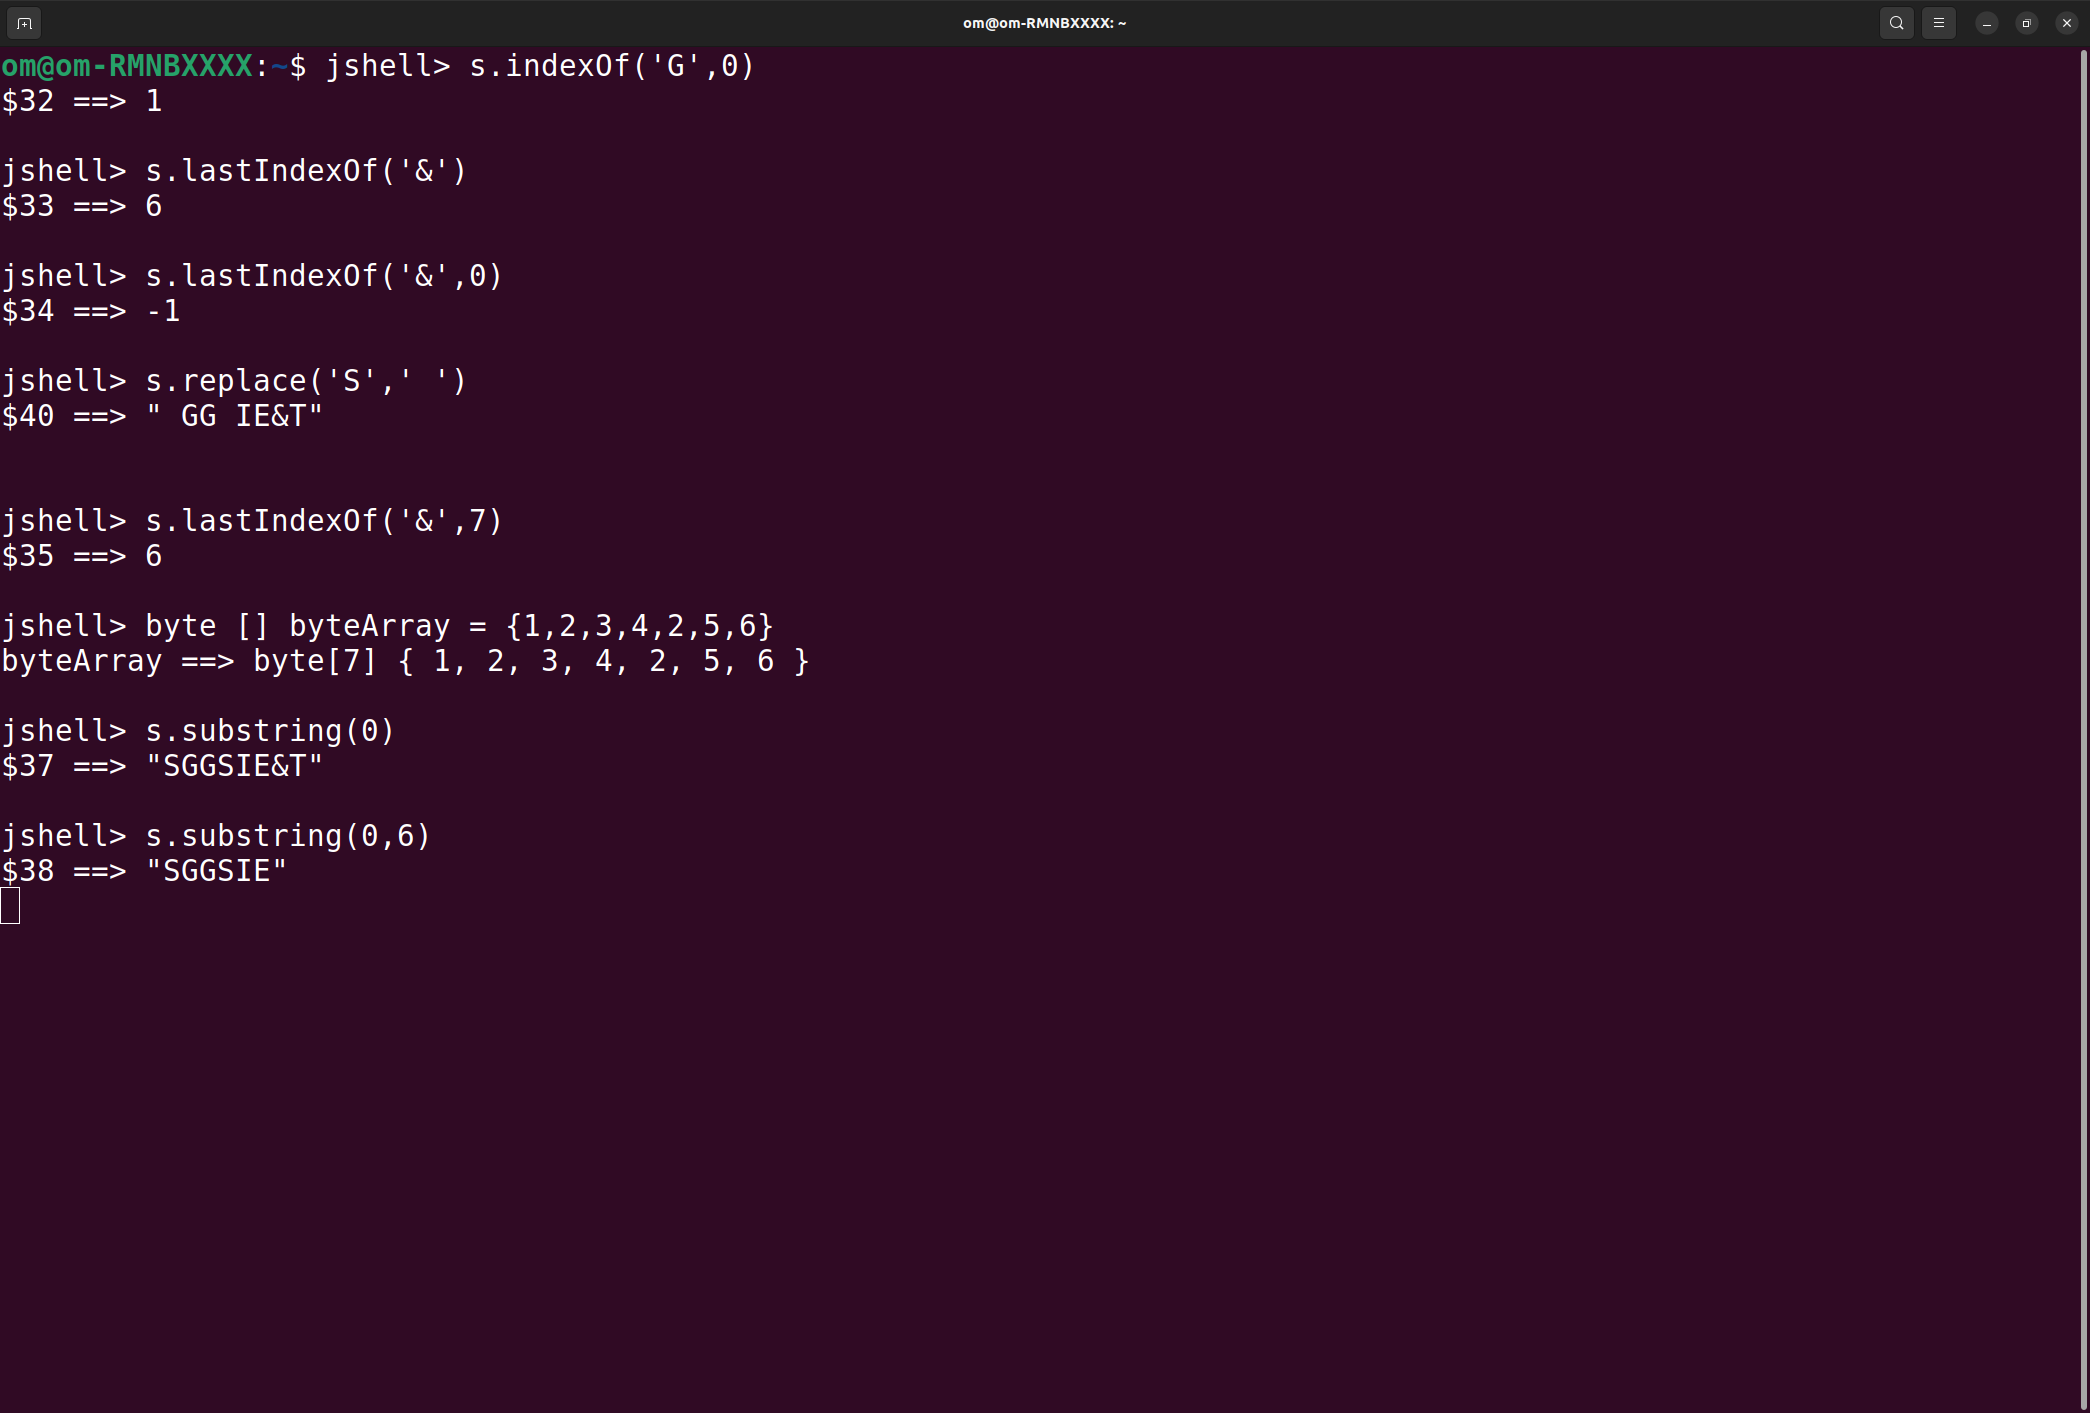 om@om-RMNBXXXX: ~
om@om-RMNBXXXX:~$ jshell> s.indexOf('G',0)
$32 ==> 1
jshell> s.lastIndexOf('&')
$33 ==> 6
jshell> s.lastIndexOf('&',0)
$34 ==> -1
jshell> s.replace('S',' ')
$40 ==> " GG IE&T"
jshell> s.lastIndexOf('&',7)
$35 ==> 6
jshell> byte [] byteArray = {1,2,3,4,2,5,6}
byteArray ==> byte[7] { 1, 2, 3, 4, 2, 5, 6 }
jshell> s.substring(0)
$37 ==> "SGGSIE&T"
jshell> s.substring(0,6)
$38 ==> "SGGSIE"